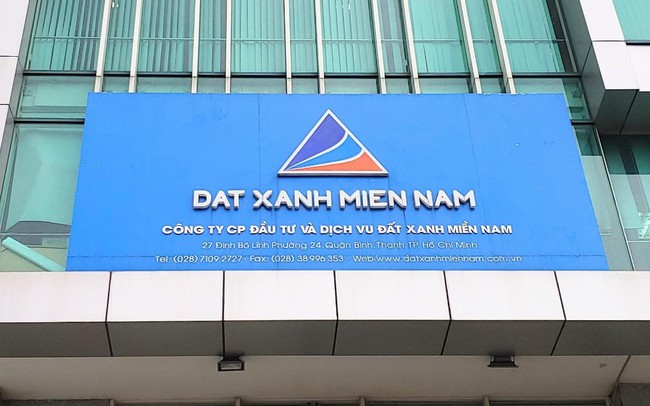 DAT XANH MIEN NAM
CÔNG TY CP ĐẦU TƯ VÀ DỊCH VỤ ĐẤT XANH MIỀN NAM
27 Đinh Bộ Lĩnh Phường 24 Quận Bình Thạnh TP Hồ Chí Minh
Tel: (028) 7109 2727 - Fax: (028) 38 996 353 - Web: www.datxanhmiennam.com.vn